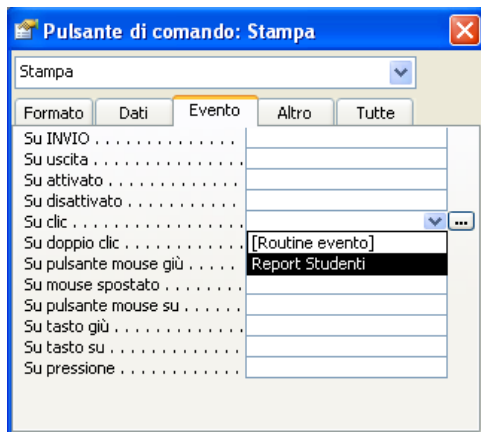 Pulsante di comando: Stampa
Stampa
Formato Dati Evento Altro Tutte
Su INVIO . . . . . . . . . . . . . .
Su uscita . . . . . . . . . . . . . . .
Su attivato . . . . . . . . . . . . .
Su disattivato . . . . . . . . . . .
Su clic . . . . . . . . . . . . . . . . . ...
Su doppio clic . . . . . . . . . . . . [Routine evento]
Su pulsante mouse giù . . . . . Report Studenti
Su mouse spostato . . . . . . . .
Su pulsante mouse su . . . . . .
Su tasto giù . . . . . . . . . . . . .
Su tasto su . . . . . . . . . . . . .
Su pressione . . . . . . . . . . . .